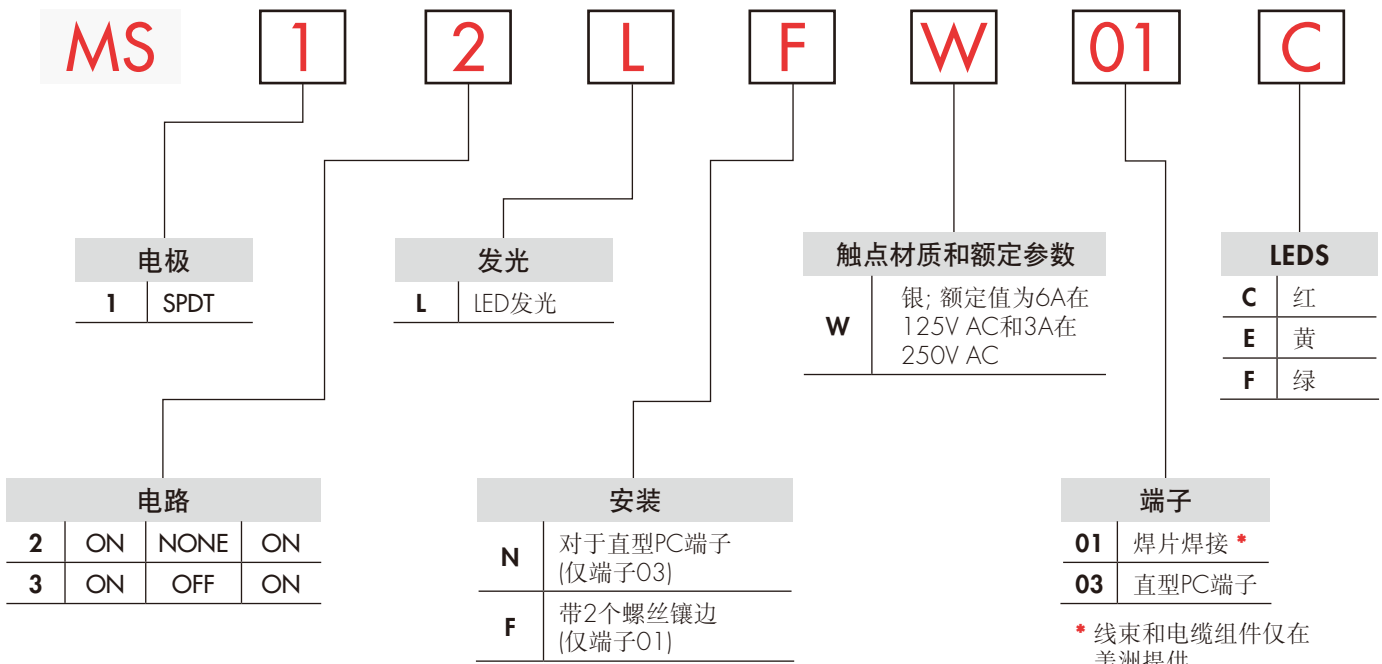 MS 1 2 L F W 01 C
电极
1 SPDT
发光
L LED发光
触点材质和额定参数
W 银; 额定值为6A在
125V AC和3A在
250V AC
LEDS
C 红
E 黄
F 绿
电路
2 ON NONE ON
3 ON OFF ON
安装
N 对于直型PC端子
(仅端子03)
F 带2个螺丝镶边
(仅端子01)
端子
01 焊片焊接 *
03 直型PC端子
* 线束和电缆组件仅在
美洲提供